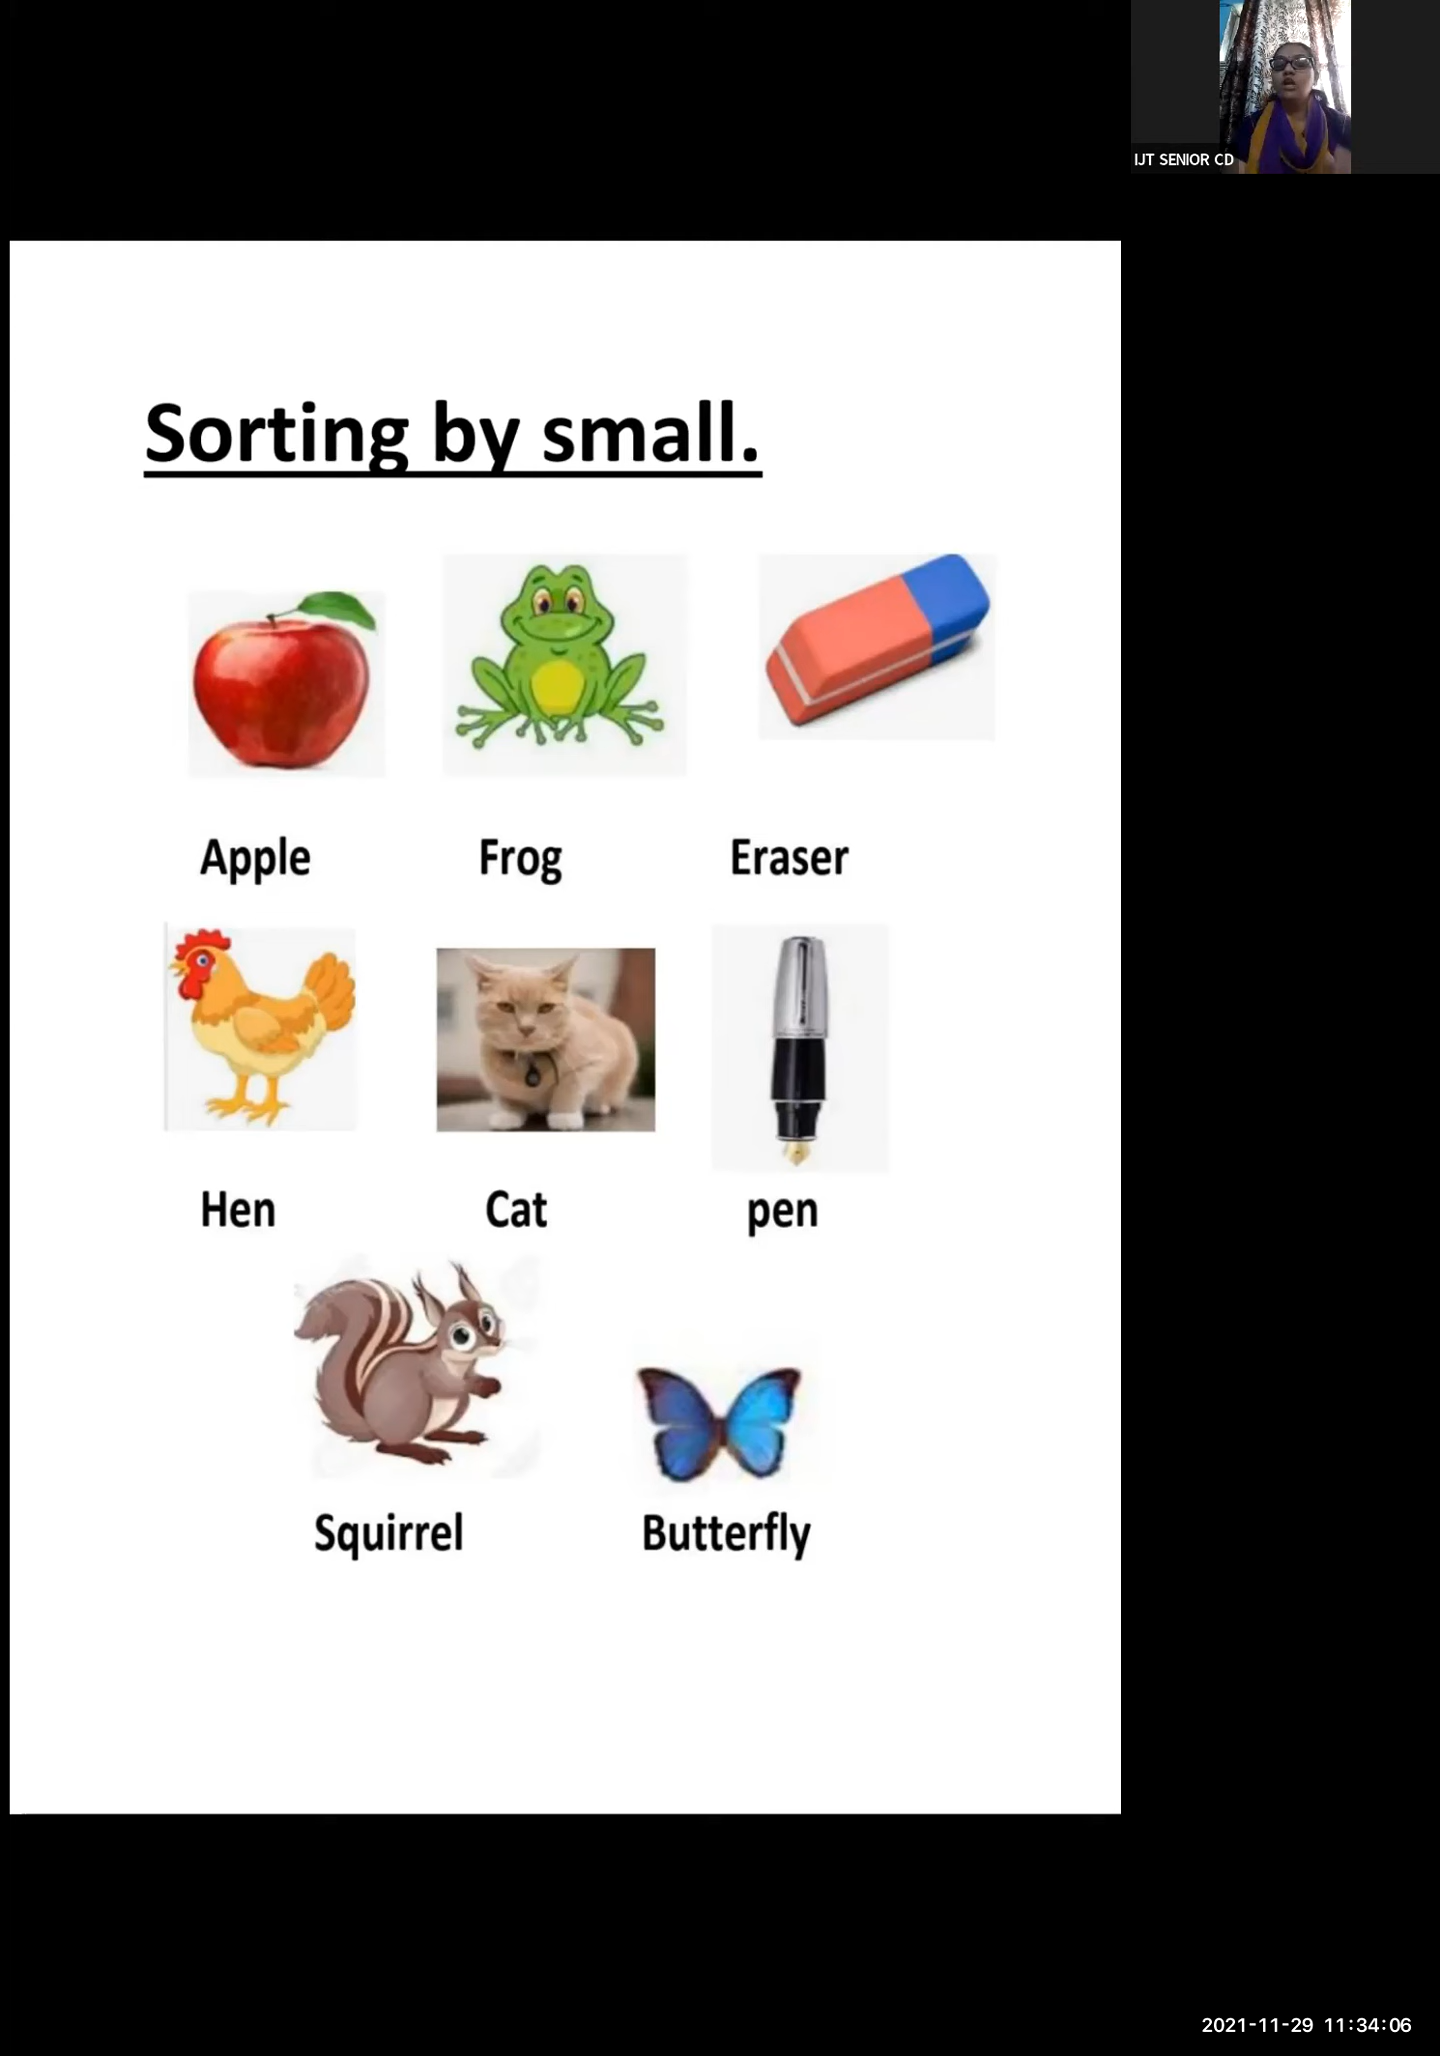 IJT SENIOR CD
Sorting by small.
Apple Frog Eraser
Hen Cat pen
Squirrel Butterfly
2021-11-29 11:34:06